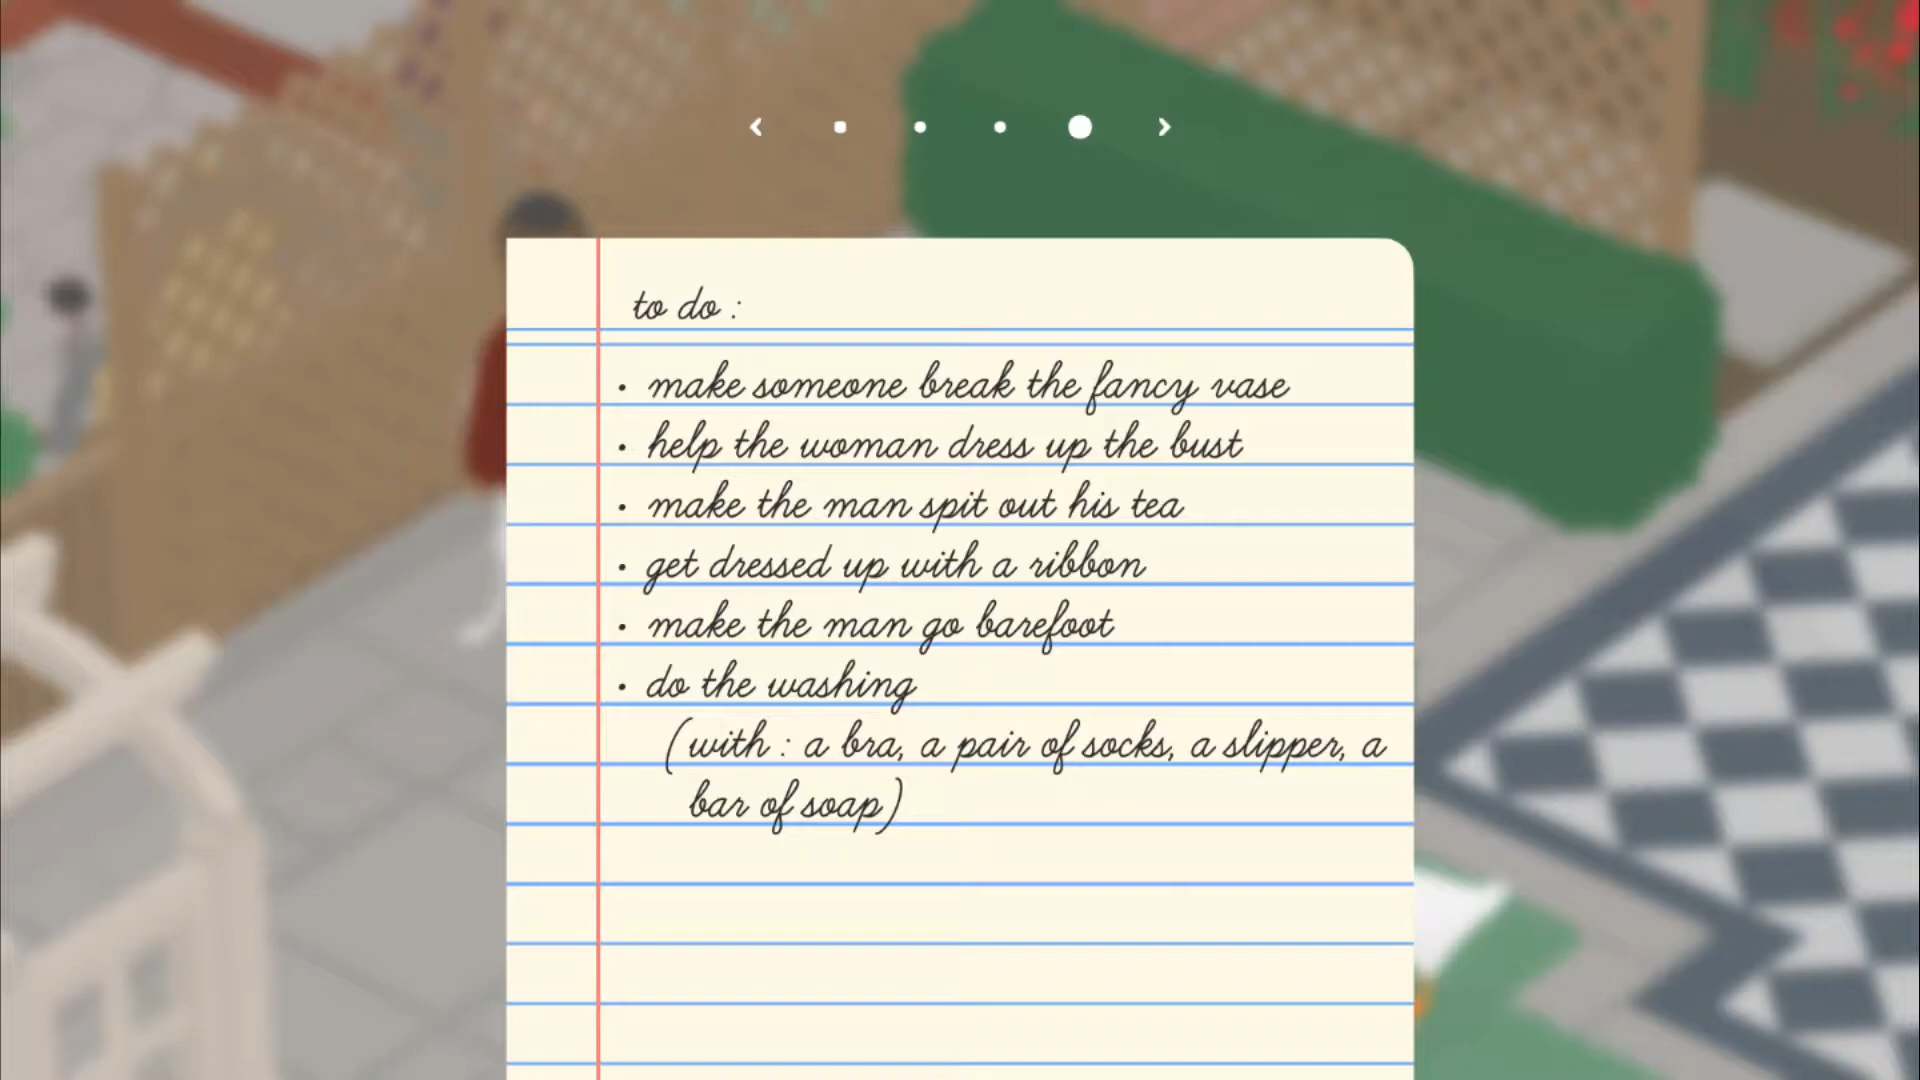 to do :
• make someone break the fancy vase
• help the woman dress up the bust
• make the man spit out his tea
• get dressed up with a ribbon
• make the man go barefoot
• do the washing
(with : a bra, a pair of socks, a slipper, a
bar of soap)